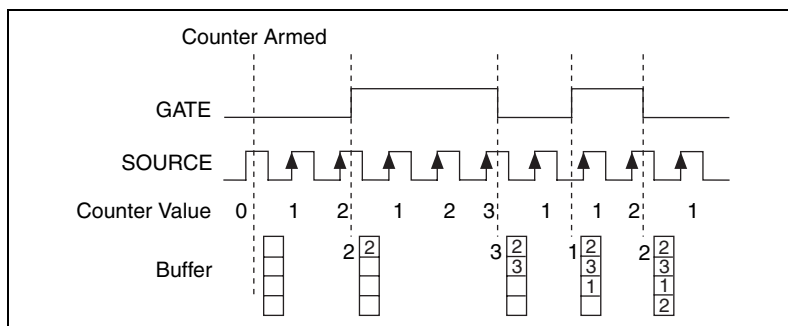 Counter Armed
GATE
SOURCE
Counter Value 0 1 2 1 2 3 1 1 2 1
Buffer
2 2
3 2 3
1 2 3 1
2 2 3 1 2